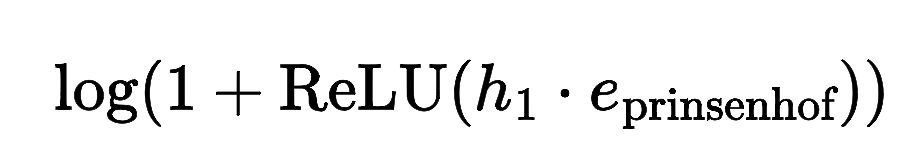 log(1 + ReLU(h₁ · e_prinsenhof))